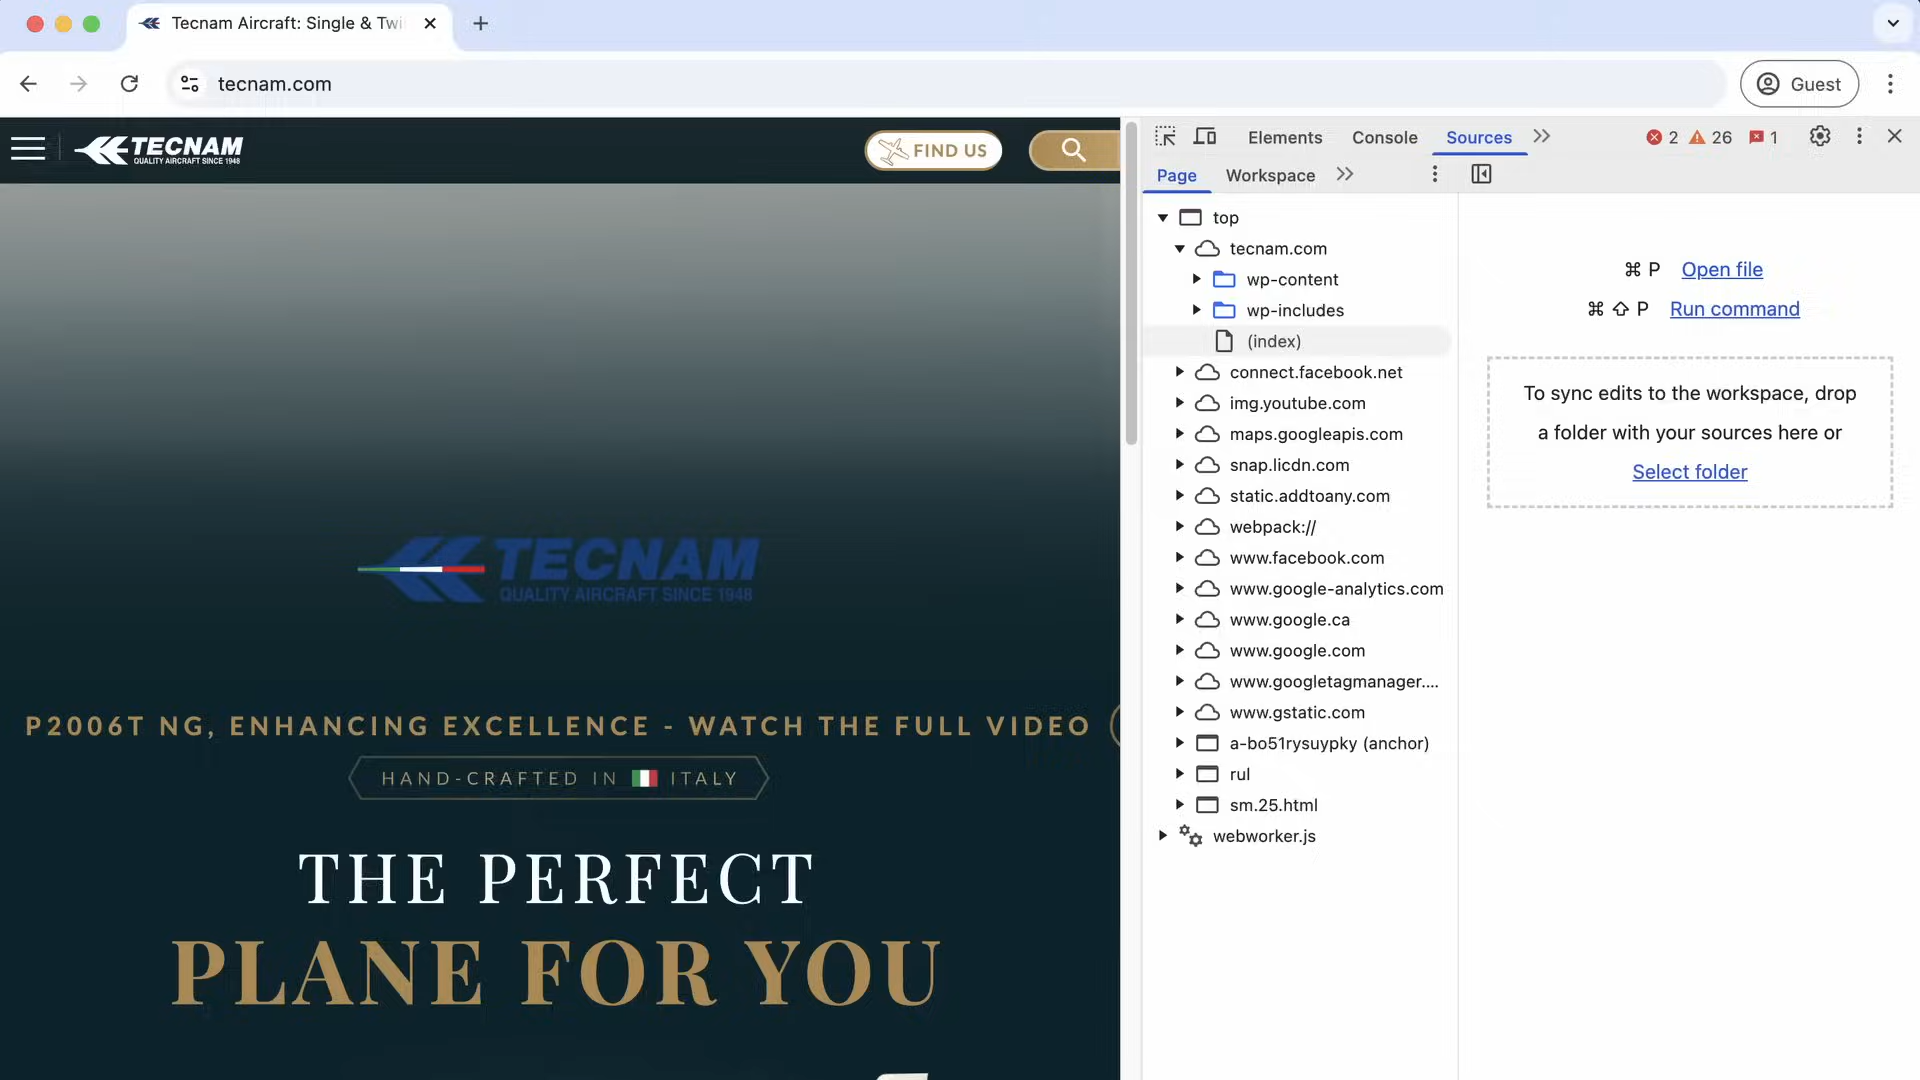 Tecnam Aircraft: Single & Twi
tecnam.com
Guest
TECNAM
QUALITY AIRCRAFT SINCE 1948
FIND US
Elements
Console
Sources
2
26
1
Page
Workspace
top
tecnam.com
wp-content
wp-includes
(index)
connect.facebook.net
img.youtube.com
maps.googleapis.com
snap.licdn.com
static.addtoany.com
webpack://
www.facebook.com
www.google-analytics.com
www.google.ca
www.google.com
www.googletagmanager....
www.gstatic.com
a-bo51rysuypky (anchor)
rul
sm.25.html
webworker.js
⌘ P Open file
⌘ ⇧ P Run command
To sync edits to the workspace, drop
a folder with your sources here or
Select folder
TECNAM
QUALITY AIRCRAFT SINCE 1948
P2006T NG, ENHANCING EXCELLENCE - WATCH THE FULL VIDEO
HAND-CRAFTED IN ITALY
THE PERFECT
PLANE FOR YOU